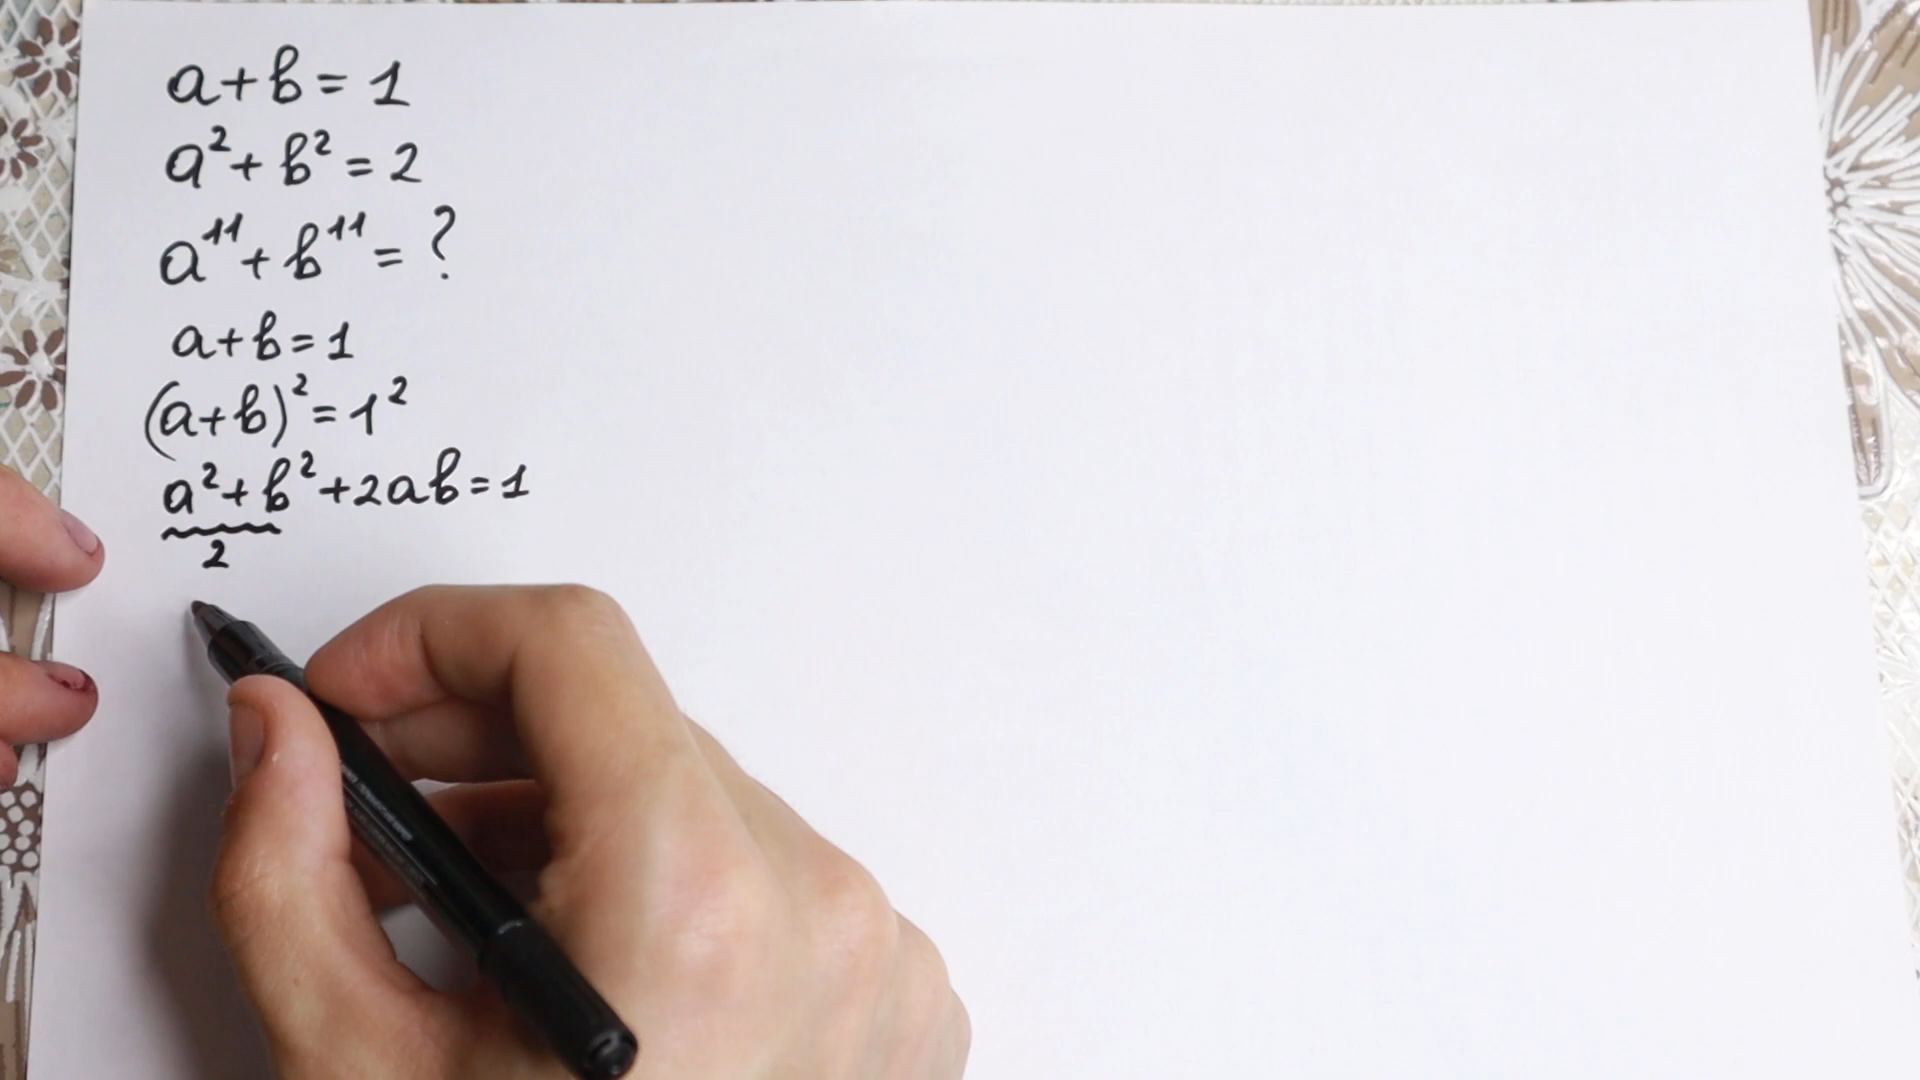 a+b=1
a²+b²=2
a¹¹+b¹¹=?
a+b=1
(a+b)²=1²
a²+b²+2ab=1
2